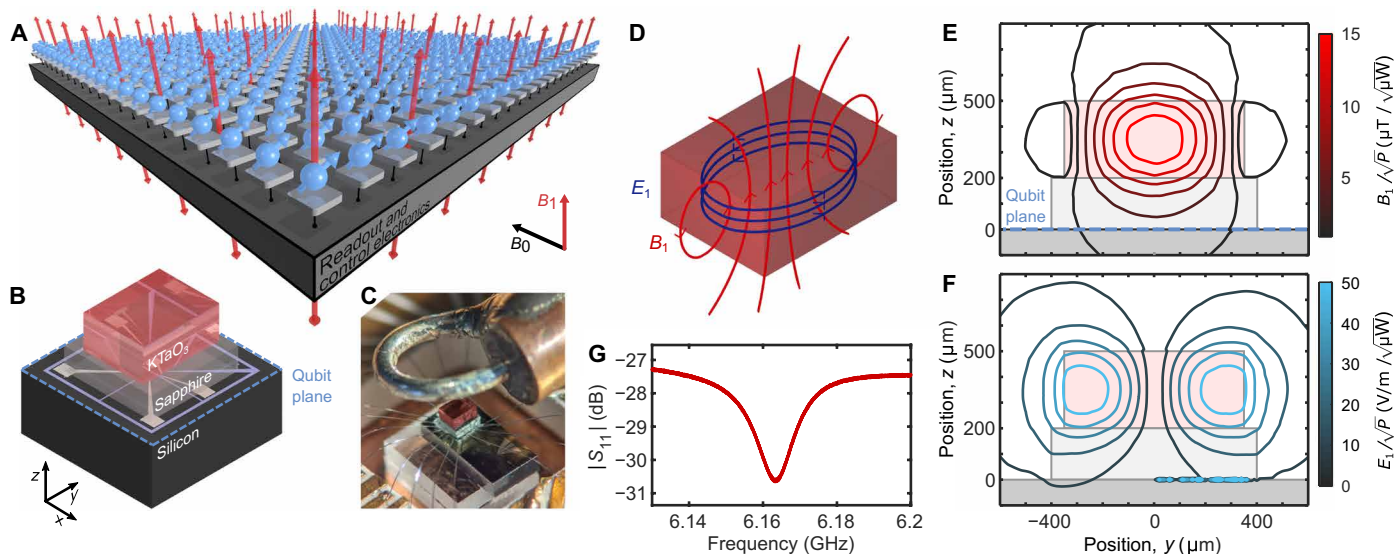 A
B₁
B₀
Readout and
control electronics
B
KTaO₃
Sapphire
Silicon
Qubit
plane
z
y
x
C
D
E₁
B₁
G
−27
−28
−29
−30
−31
|S₁₁| (dB)
6.14
6.16
6.18
6.2
Frequency (GHz)
E
Position, z (µm)
500
200
0
Qubit
plane
15
10
5
B₁/√P (µT / √µW)
F
Position, z (µm)
500
200
0
−400
0
400
Position, y (µm)
50
40
30
20
10
0
E₁/√P (V/m / √µW)